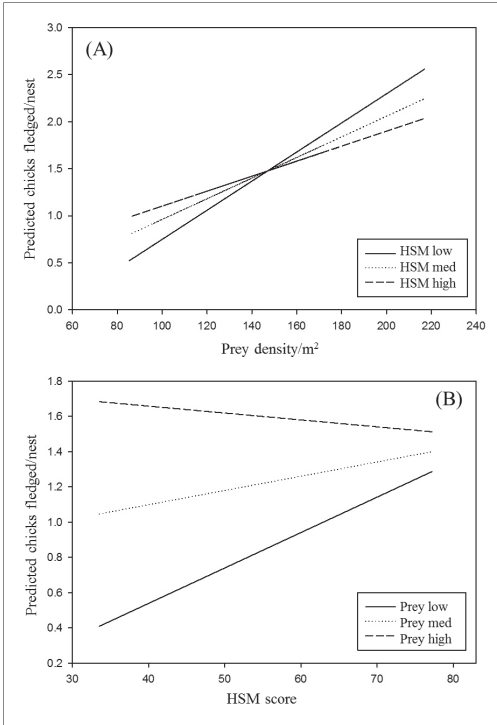 (A)
Predicted chicks fledged/nest
3.0
2.5
2.0
1.5
1.0
0.5
0.0
HSM low
HSM med
HSM high
60 80 100 120 140 160 180 200 220 240
Prey density/m²
(B)
Predicted chicks fledged/nest
1.8
1.6
1.4
1.2
1.0
0.8
0.6
0.4
0.2
Prey low
Prey med
Prey high
30 40 50 60 70 80
HSM score